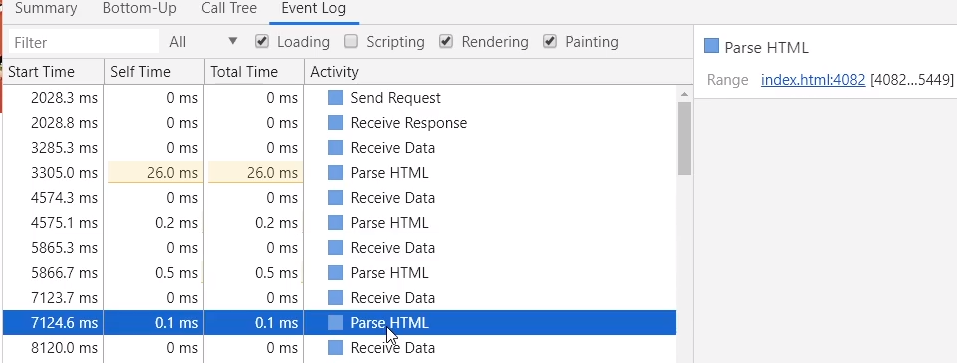 Summary Bottom-Up Call Tree Event Log
Filter All Loading Scripting Rendering Painting
Start Time Self Time Total Time Activity
2028.3 ms 0 ms 0 ms Send Request
2028.8 ms 0 ms 0 ms Receive Response
3285.3 ms 0 ms 0 ms Receive Data
3305.0 ms 26.0 ms 26.0 ms Parse HTML
4574.3 ms 0 ms 0 ms Receive Data
4575.1 ms 0.2 ms 0.2 ms Parse HTML
5865.3 ms 0 ms 0 ms Receive Data
5866.7 ms 0.5 ms 0.5 ms Parse HTML
7123.7 ms 0 ms 0 ms Receive Data
7124.6 ms 0.1 ms 0.1 ms Parse HTML
8120.0 ms 0 ms 0 ms Receive Data
Parse HTML
Range index.html:4082 [4082...5449]